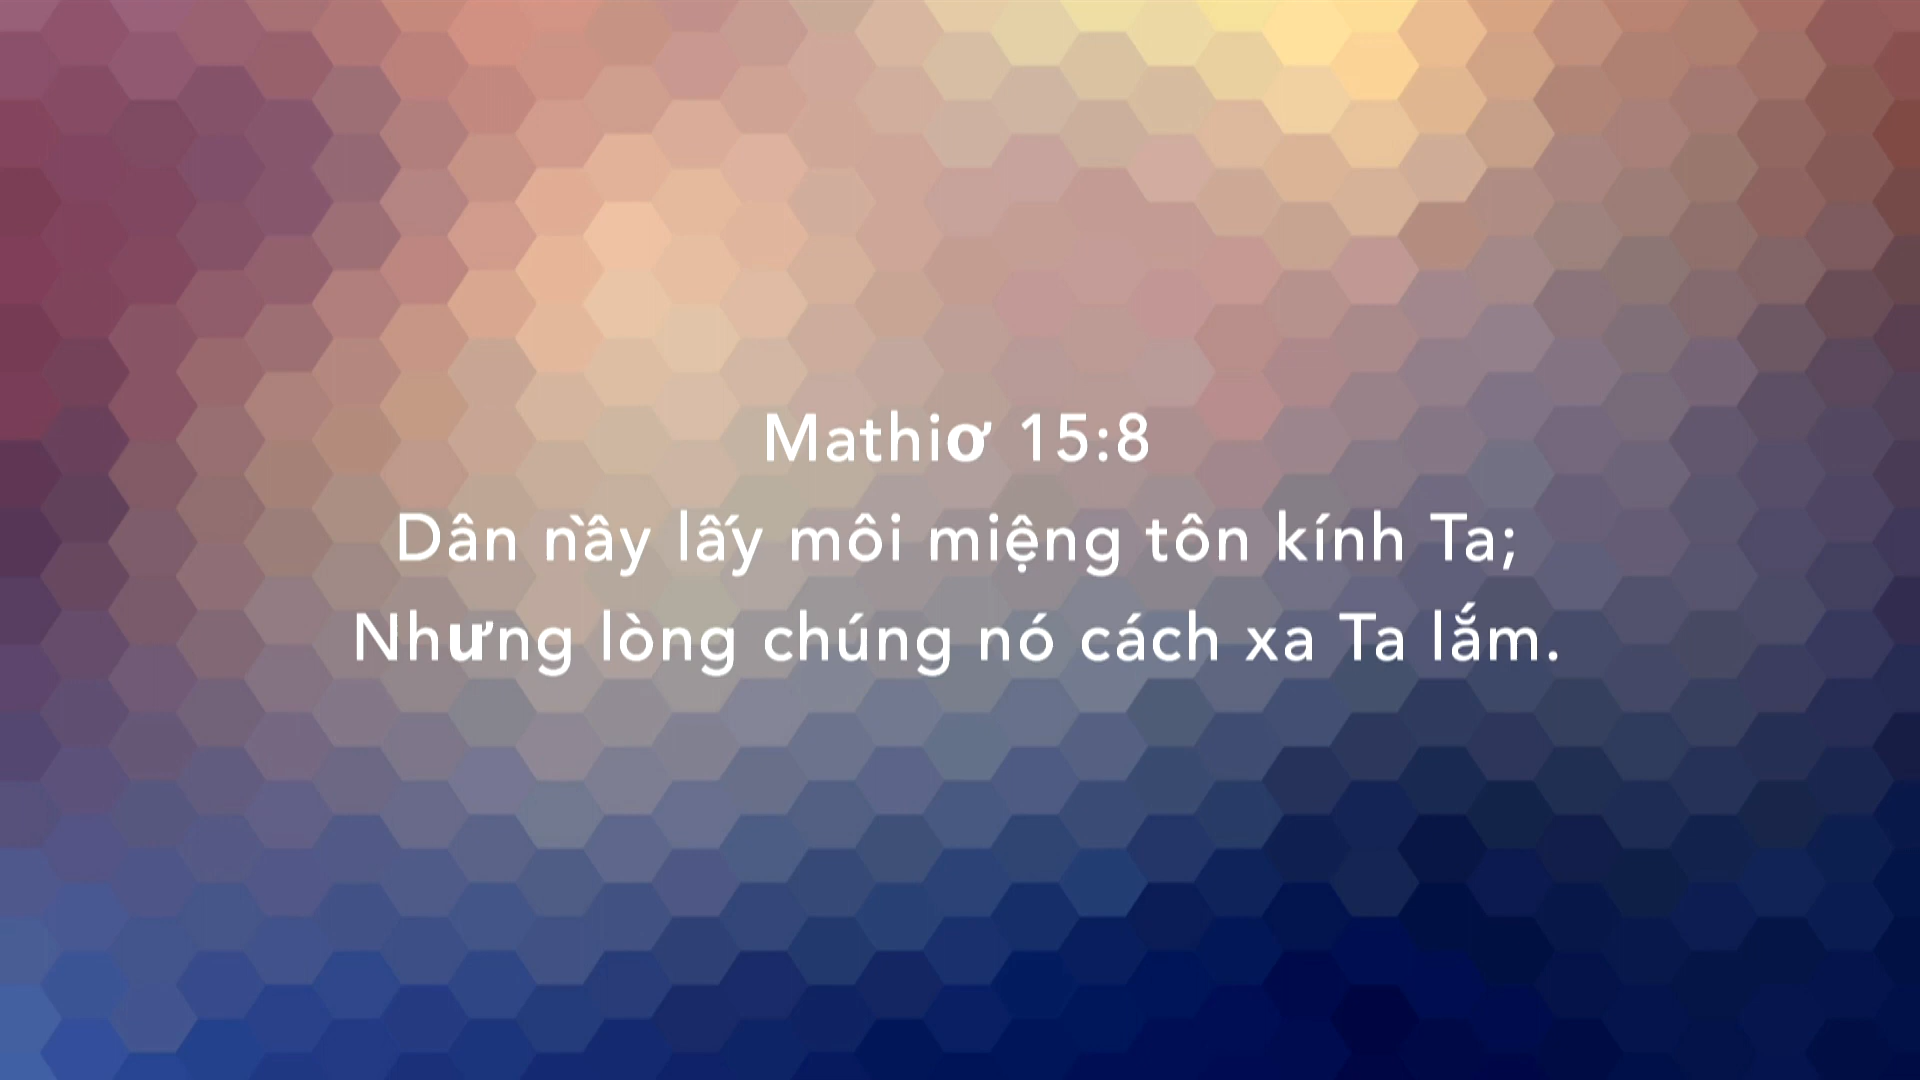 Mathiơ 15:8
Dân nầy lấy môi miệng tôn kính Ta;
Nhưng lòng chúng nó cách xa Ta lắm.